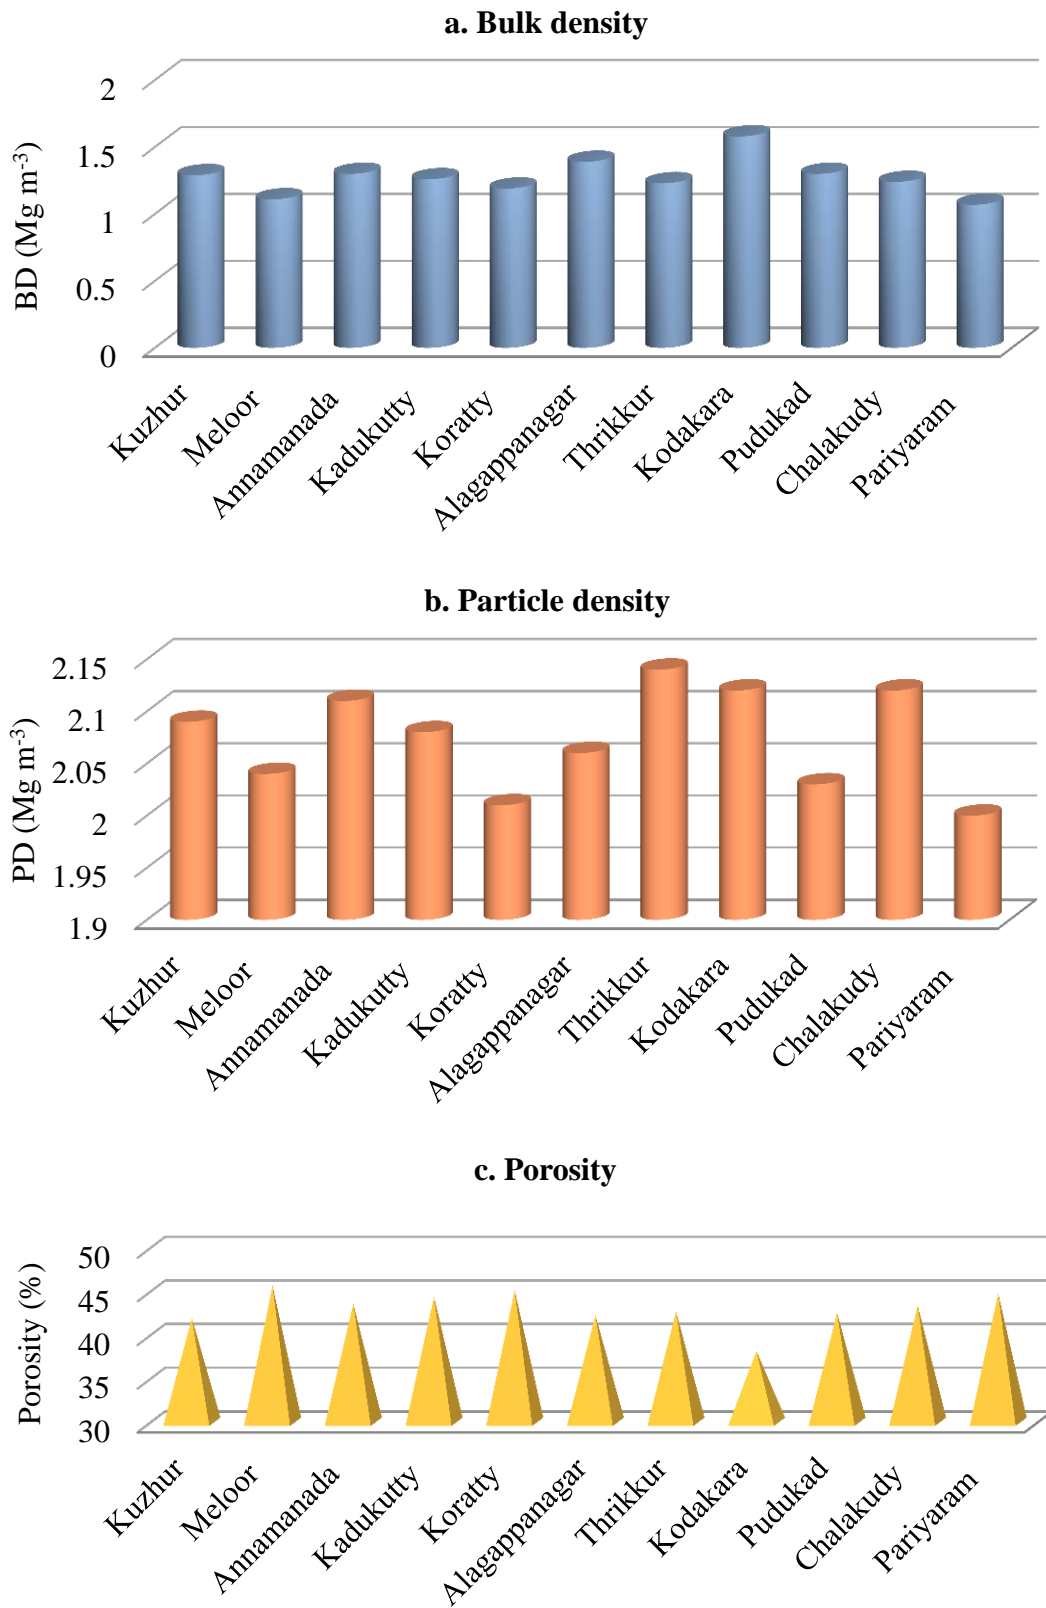 a. Bulk density
2
1.5
1
0.5
0
BD (Mg m-3)
Kuzhur
Meloor
Annamanada
Kadukutty
Koratty
Alagappanagar
Thrikkur
Kodakara
Pudukad
Chalakudy
Pariyaram
b. Particle density
2.15
2.1
2.05
2
1.95
1.9
PD (Mg m-3)
Kuzhur
Meloor
Annamanada
Kadukutty
Koratty
Alagappanagar
Thrikkur
Kodakara
Pudukad
Chalakudy
Pariyaram
c. Porosity
50
45
40
35
30
Porosity (%)
Kuzhur
Meloor
Annamanada
Kadukutty
Koratty
Alagappanagar
Thrikkur
Kodakara
Pudukad
Chalakudy
Pariyaram